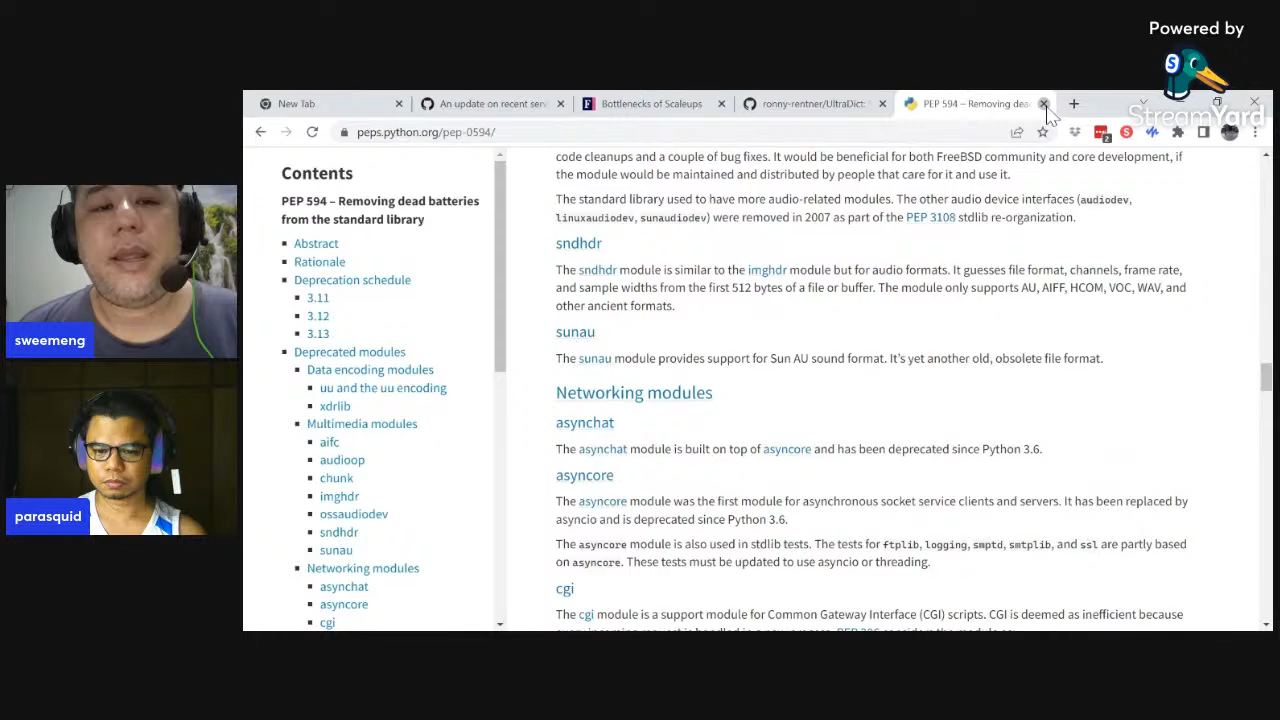 Powered by
S
StreamYard
New Tab
An update on recent serv
Bottlenecks of Scaleups
ronny-rentner/UltraDict: S
PEP 594 – Removing dea
peps.python.org/pep-0594/
2
Contents
PEP 594 – Removing dead batteries
from the standard library
Abstract
Rationale
Deprecation schedule
3.11
3.12
3.13
Deprecated modules
Data encoding modules
uu and the uu encoding
xdrlib
Multimedia modules
aifc
audioop
chunk
imghdr
ossaudiodev
sndhdr
sunau
Networking modules
asynchat
asyncore
cgi
code cleanups and a couple of bug fixes. It would be beneficial for both FreeBSD community and core development, if
the module would be maintained and distributed by people that care for it and use it.
The standard library used to have more audio-related modules. The other audio device interfaces (audiodev,
linuxaudiodev, sunaudiodev) were removed in 2007 as part of the PEP 3108 stdlib re-organization.
sndhdr
The sndhdr module is similar to the imghdr module but for audio formats. It guesses file format, channels, frame rate,
and sample widths from the first 512 bytes of a file or buffer. The module only supports AU, AIFF, HCOM, VOC, WAV, and
other ancient formats.
sunau
The sunau module provides support for Sun AU sound format. It's yet another old, obsolete file format.
Networking modules
asynchat
The asynchat module is built on top of asyncore and has been deprecated since Python 3.6.
asyncore
The asyncore module was the first module for asynchronous socket service clients and servers. It has been replaced by
asyncio and is deprecated since Python 3.6.
The asyncore module is also used in stdlib tests. The tests for ftplib, logging, smptd, smtplib, and ssl are partly based
on asyncore. These tests must be updated to use asyncio or threading.
cgi
The cgi module is a support module for Common Gateway Interface (CGI) scripts. CGI is deemed as inefficient because
sweemeng
parasquid